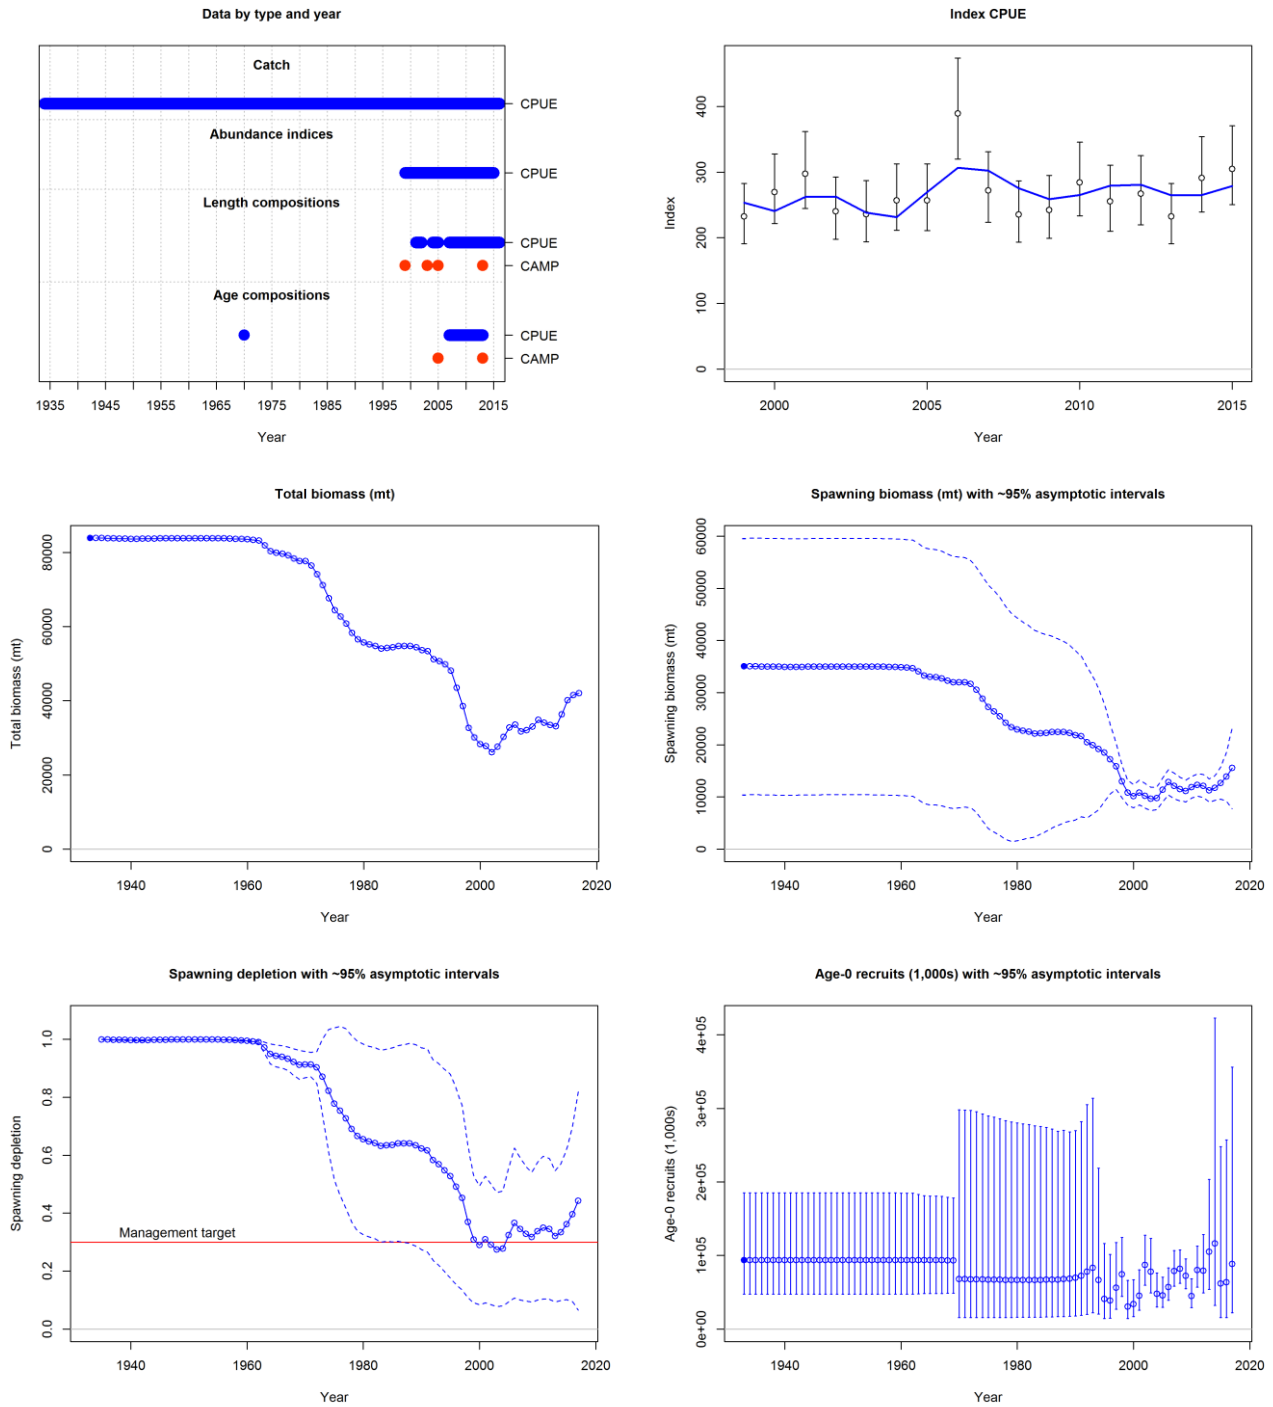 Data by type and year
Catch
CPUE
Abundance indices
CPUE
Length compositions
CPUE
CAMP
Age compositions
CPUE
CAMP
1935 1945 1955 1965 1975 1985 1995 2005 2015
Year
Index CPUE
Index
400
300
200
100
0
2000 2005 2010 2015
Year
Total biomass (mt)
Total biomass (mt)
80000
60000
40000
20000
0
1940 1960 1980 2000 2020
Year
Spawning biomass (mt) with ~95% asymptotic intervals
Spawning biomass (mt)
60000
50000
40000
30000
20000
10000
0
1940 1960 1980 2000 2020
Year
Spawning depletion with ~95% asymptotic intervals
Spawning depletion
1.0
0.8
0.6
0.4
0.2
0.0
Management target
1940 1960 1980 2000 2020
Year
Age-0 recruits (1,000s) with ~95% asymptotic intervals
Age-0 recruits (1,000s)
4e+05
3e+05
2e+05
1e+05
0e+00
1940 1960 1980 2000 2020
Year